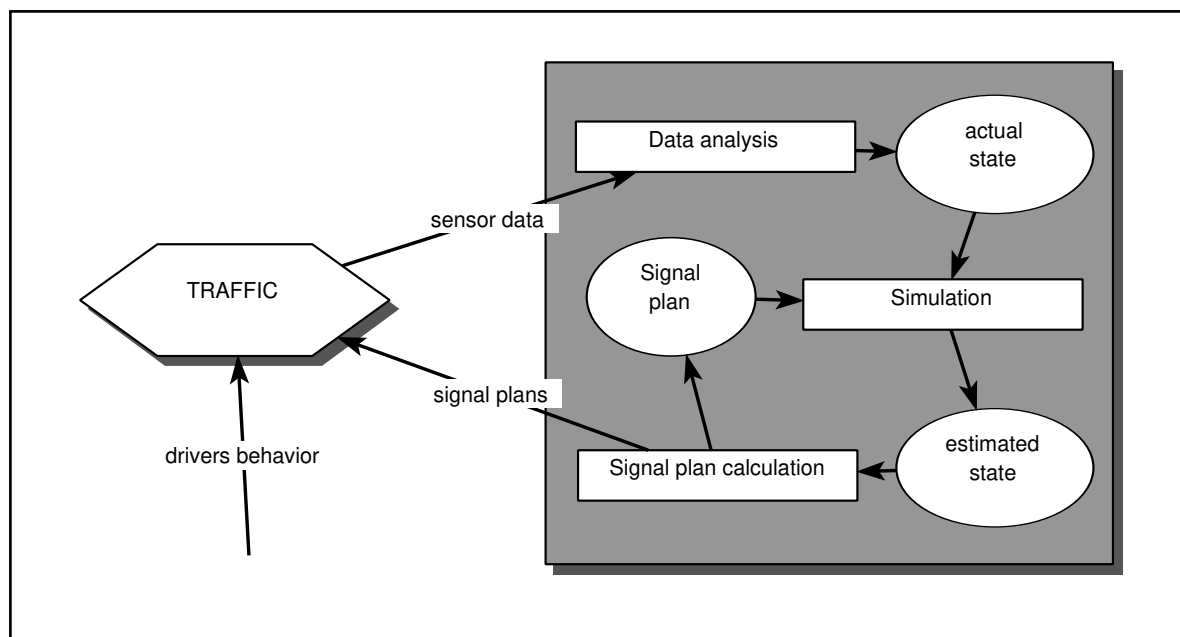 Data analysis
actual
state
sensor data
TRAFFIC
Signal
plan
Simulation
signal plans
drivers behavior
Signal plan calculation
estimated
state